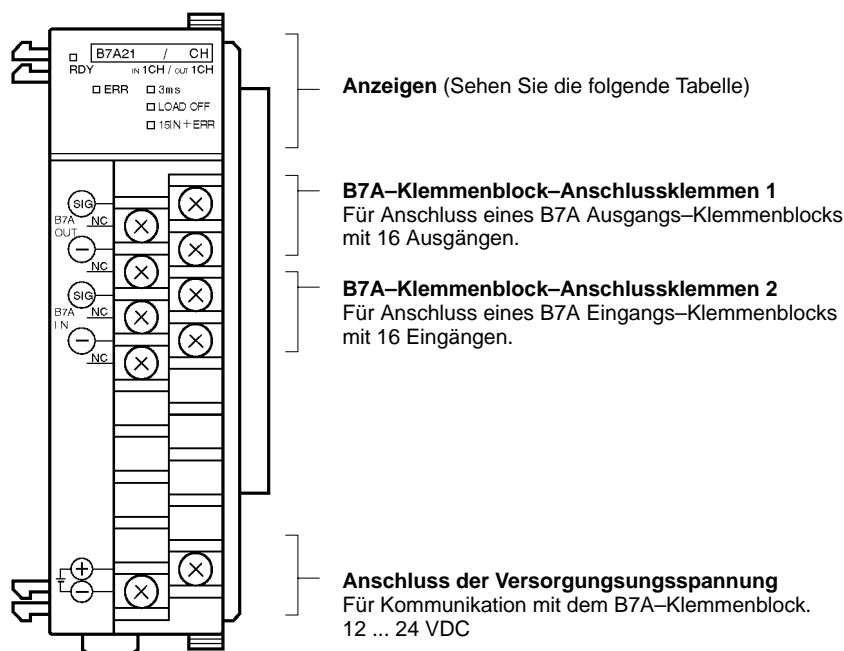 B7A21 / CH
RDY IN 1CH / OUT 1CH
ERR 3ms
LOAD OFF
15IN+ERR
Anzeigen (Sehen Sie die folgende Tabelle)
SIG
B7A OUT
NC
−
NC
B7A–Klemmenblock–Anschlussklemmen 1
Für Anschluss eines B7A Ausgangs–Klemmenblocks
mit 16 Ausgängen.
SIG
B7A IN
NC
−
NC
B7A–Klemmenblock–Anschlussklemmen 2
Für Anschluss eines B7A Eingangs–Klemmenblocks
mit 16 Eingängen.
+
−
Anschluss der Versorgungsungsspannung
Für Kommunikation mit dem B7A–Klemmenblock.
12 ... 24 VDC